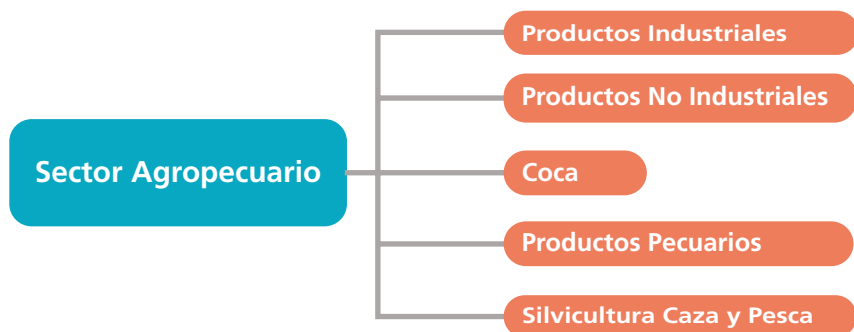 Sector Agropecuario
Productos Industriales
Productos No Industriales
Coca
Productos Pecuarios
Silvicultura Caza y Pesca